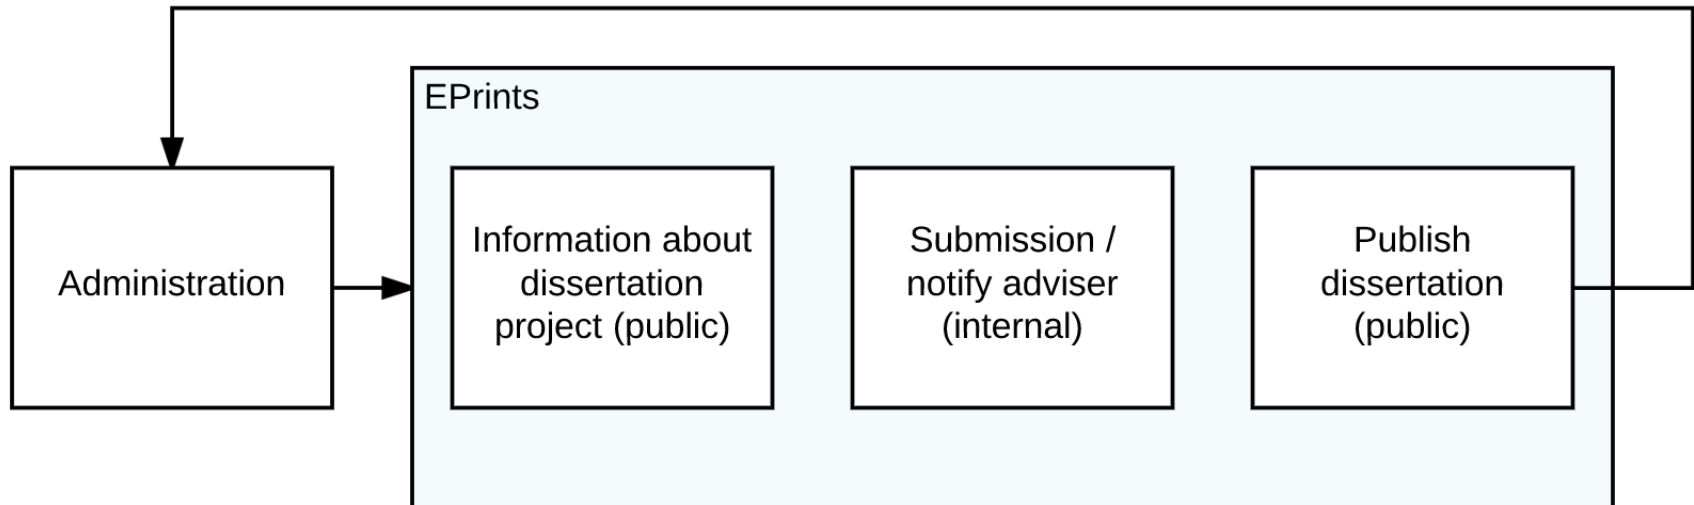 EPrints
Administration
Information about
dissertation
project (public)
Submission /
notify adviser
(internal)
Publish
dissertation
(public)